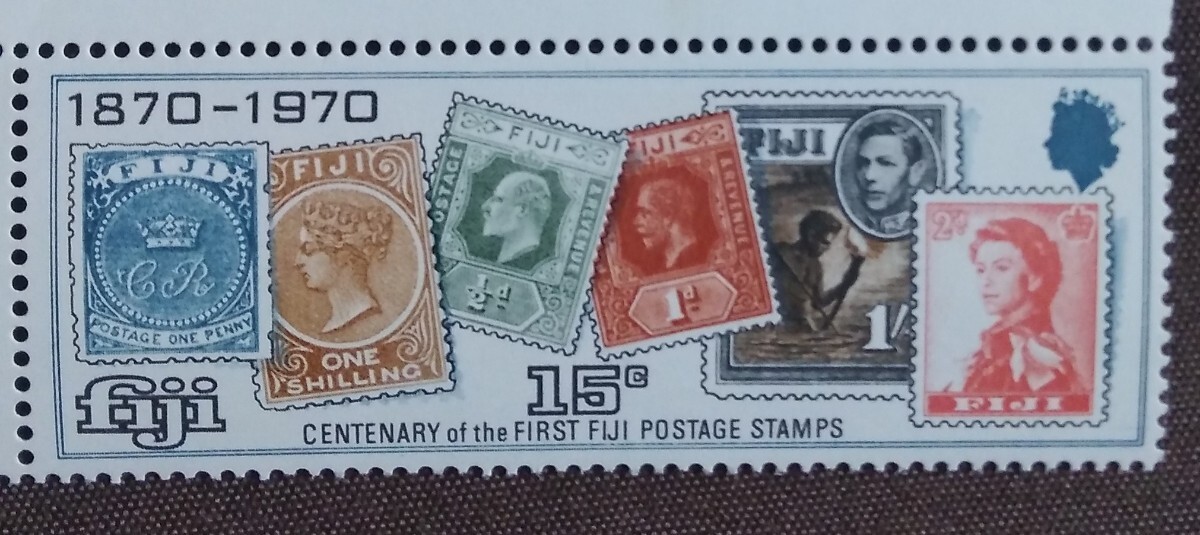 1870-1970
FIJI
CR
POSTAGE ONE PENNY
FIJI
ONE
SHILLING
FIJI
POSTAGE
& REVENUE
½d
FIJI
& REVENUE
1d
FIJI
1/
2d
FIJI
fiji
15c
CENTENARY of the FIRST FIJI POSTAGE STAMPS